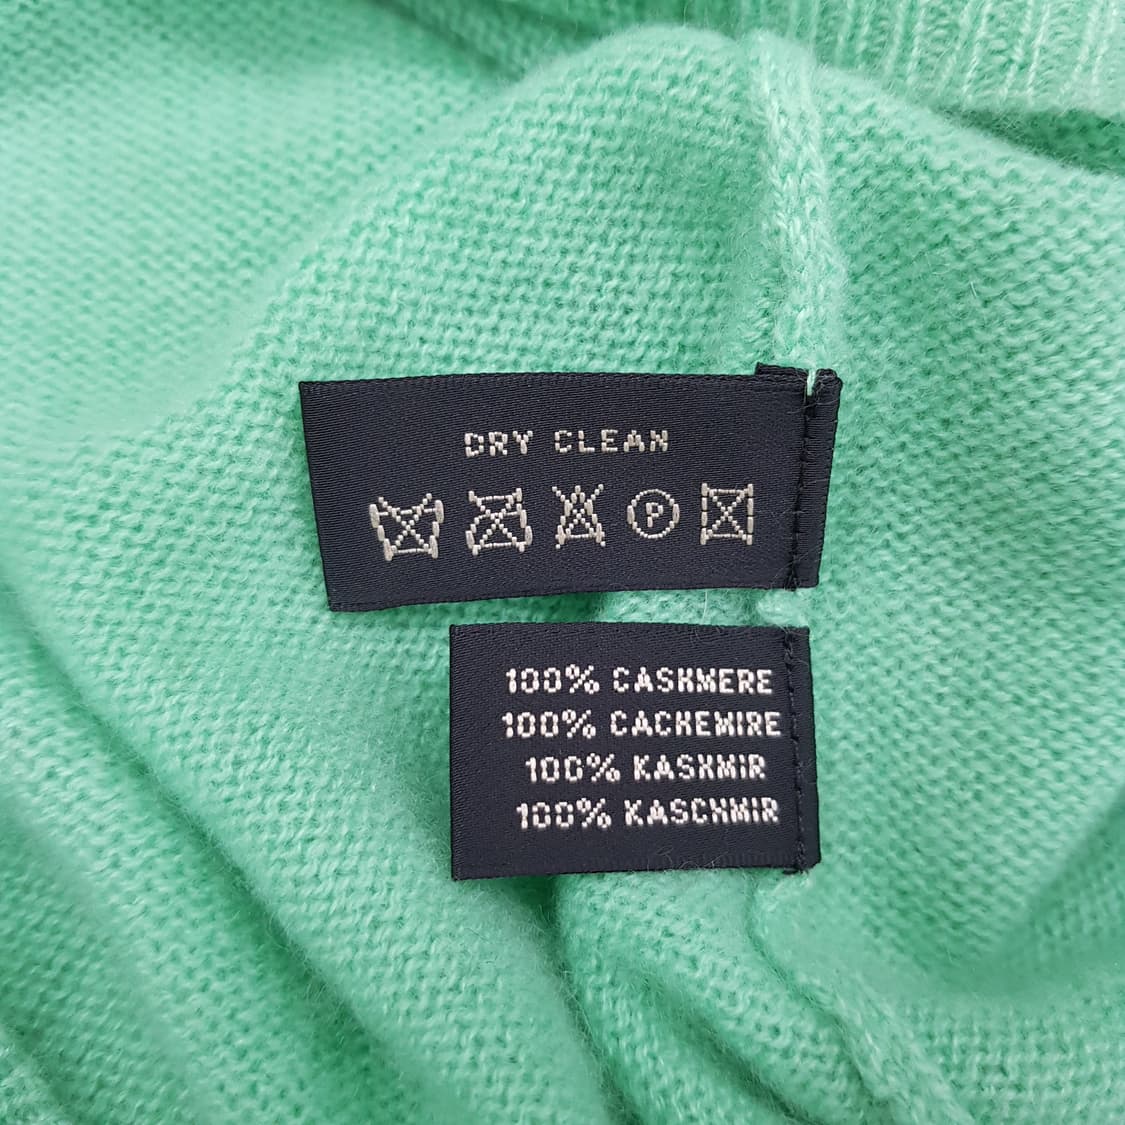 DRY CLEAN
P
100% CASHMERE
100% CACHEMIRE
100% KASHMIR
100% KASCHMIR